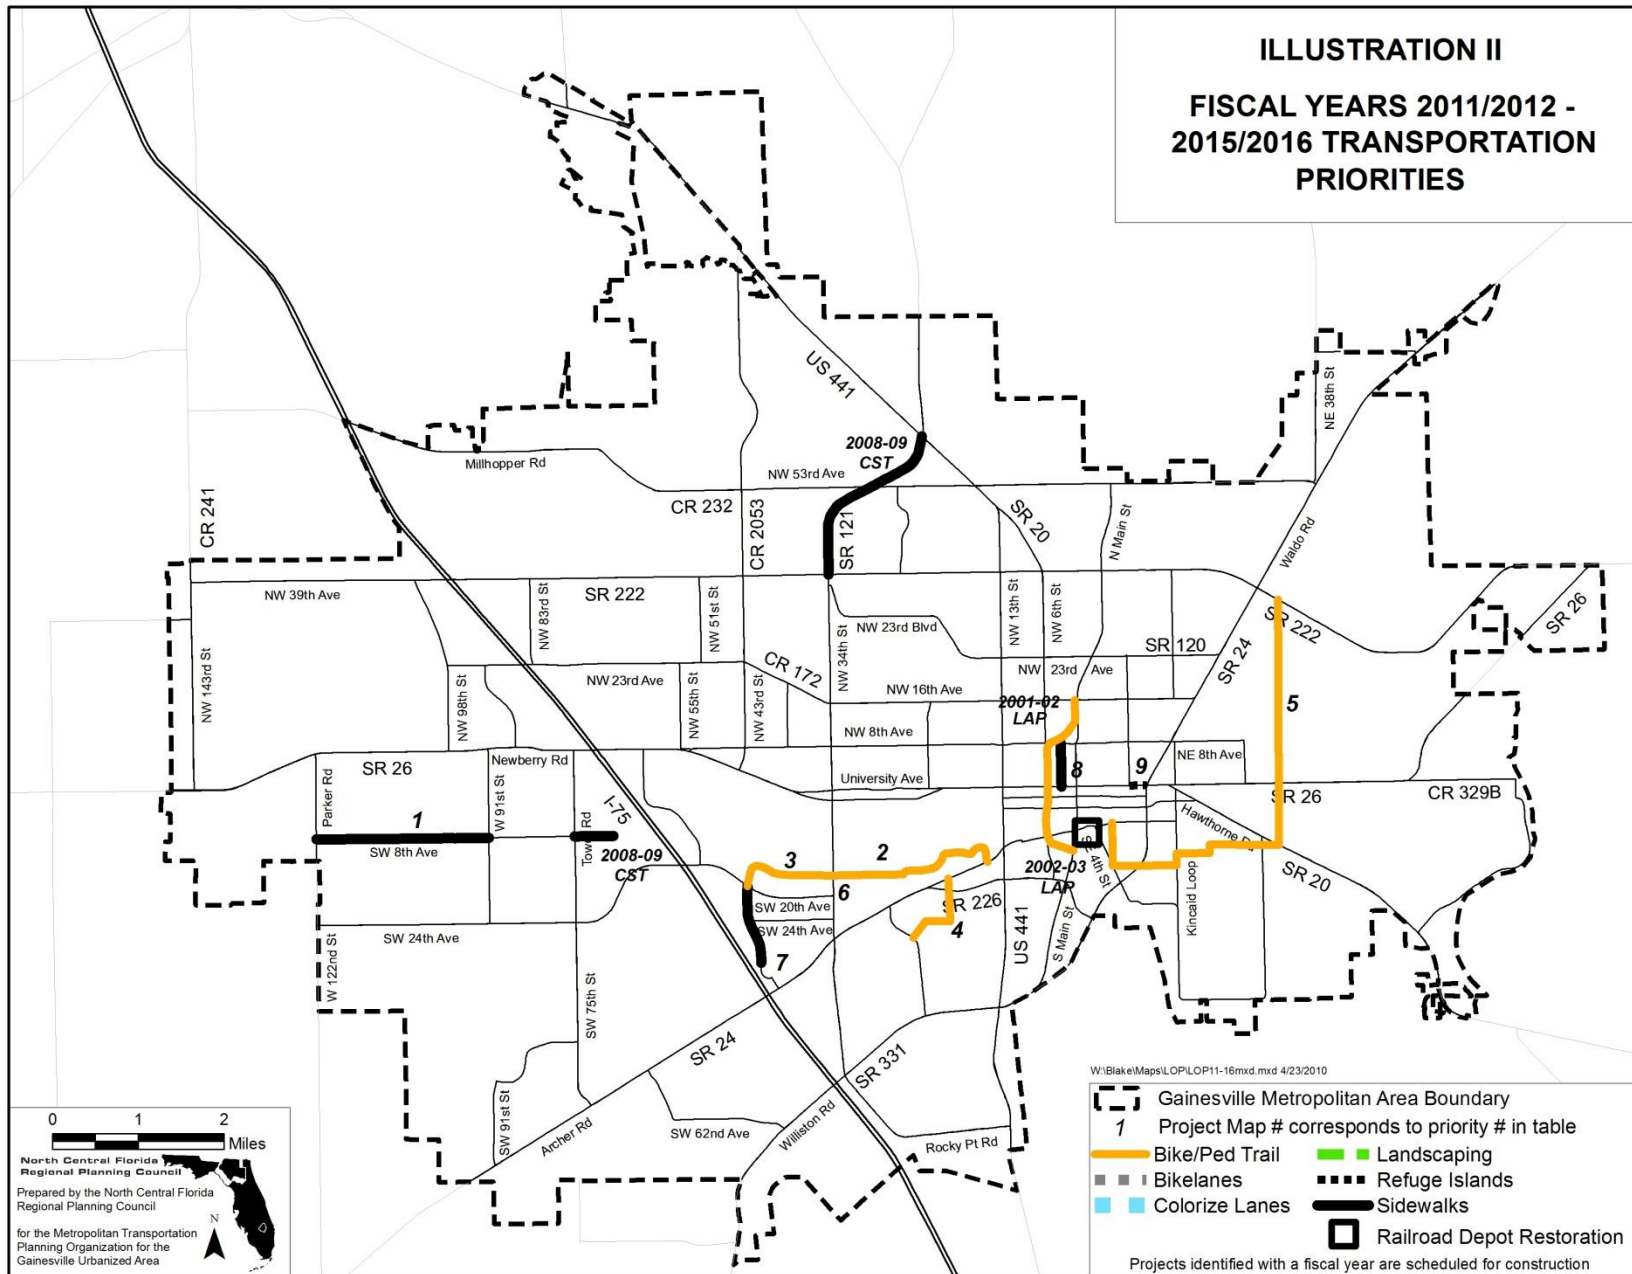 ILLUSTRATION II
FISCAL YEARS 2011/2012 -
2015/2016 TRANSPORTATION
PRIORITIES
US 441
NE 38th St
2008-09
CST
Millhopper Rd
NW 53rd Ave
CR 232
CR 241
CR 2053
SR 121
SR 20
N Main St
Waldo Rd
NW 39th Ave
SR 222
NW 83rd St
NW 51st St
NW 23rd Blvd
NW 13th St
NW 6th St
SR 120
SR 222
SR 26
SR 24
NW 143rd St
NW 98th St
NW 23rd Ave
NW 55th St
NW 43rd St
CR 172
NW 34th St
NW 23rd Ave
NW 16th Ave
2001-02
LAP
5
NW 8th Ave
NE 8th Ave
Newberry Rd
SR 26
University Ave
8
9
SR 26
CR 329B
Parker Rd
W 91st St
I-75
1
SW 8th Ave
2008-09
CST
3
2
2002-03
LAP
SE 4th St
SR 20
Kincaid Loop
6
SW 20th Ave
SR 226
SW 24th Ave
SW 24th Ave
4
7
US 441
S Main St
W 122nd St
SW 75th St
SR 24
SR 331
SW 91st St
Archer Rd
SW 62nd Ave
Williston Rd
Rocky Pt Rd
W:\Blake\Maps\LOP\LOP11-16mxd.mxd 4/23/2010
Gainesville Metropolitan Area Boundary
1 Project Map # corresponds to priority # in table
Bike/Ped Trail
Landscaping
Bikelanes
Refuge Islands
Colorize Lanes
Sidewalks
Railroad Depot Restoration
Projects identified with a fiscal year are scheduled for construction
0 1 2
Miles
North Central Florida
Regional Planning Council
Prepared by the North Central Florida
Regional Planning Council
N
for the Metropolitan Transportation
Planning Organization for the
Gainesville Urbanized Area